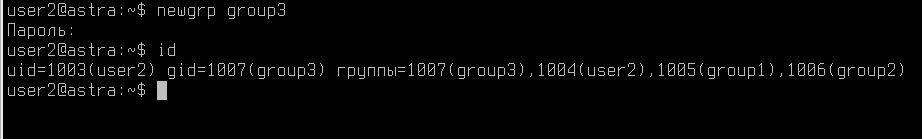 user2@astra:~$ newgrp group3
Пароль:
user2@astra:~$ id
uid=1003(user2) gid=1007(group3) группы=1007(group3),1004(user2),1005(group1),1006(group2)
user2@astra:~$